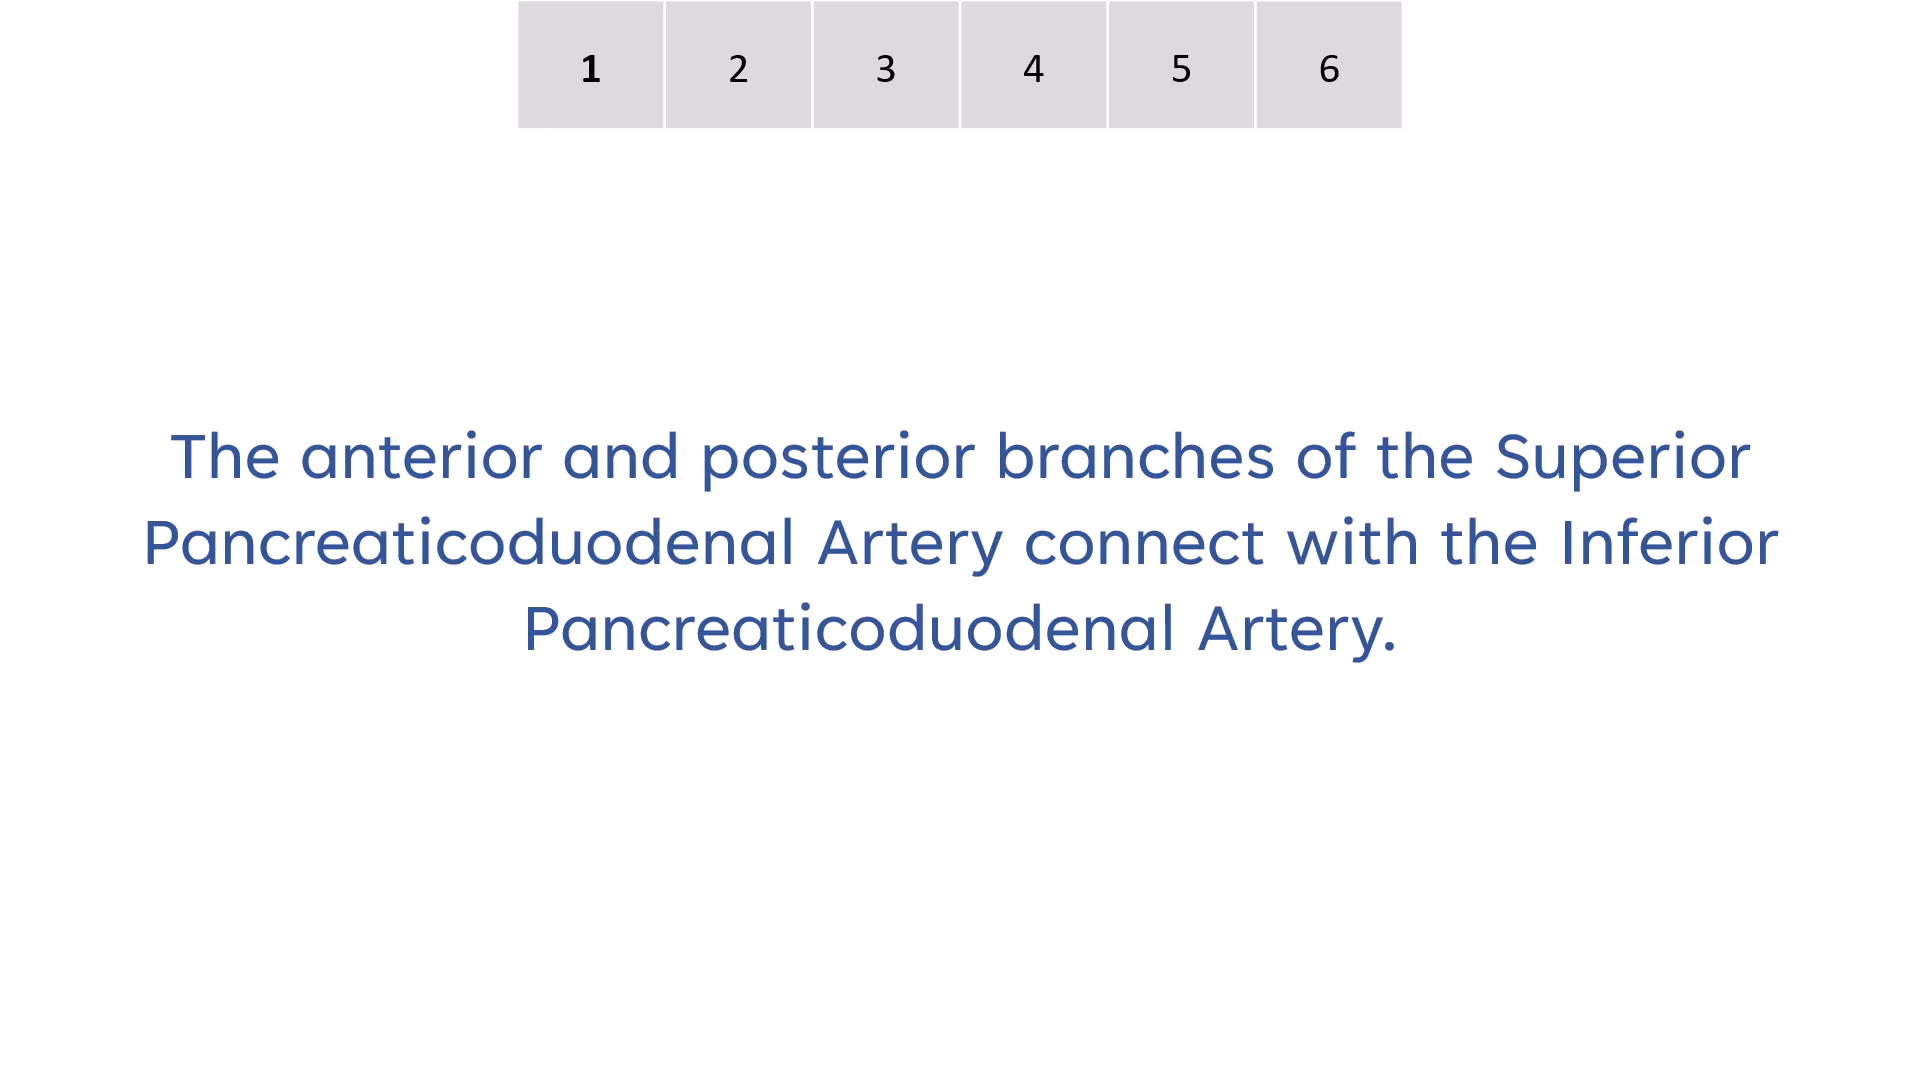 1 2 3 4 5 6
The anterior and posterior branches of the Superior
Pancreaticoduodenal Artery connect with the Inferior
Pancreaticoduodenal Artery.